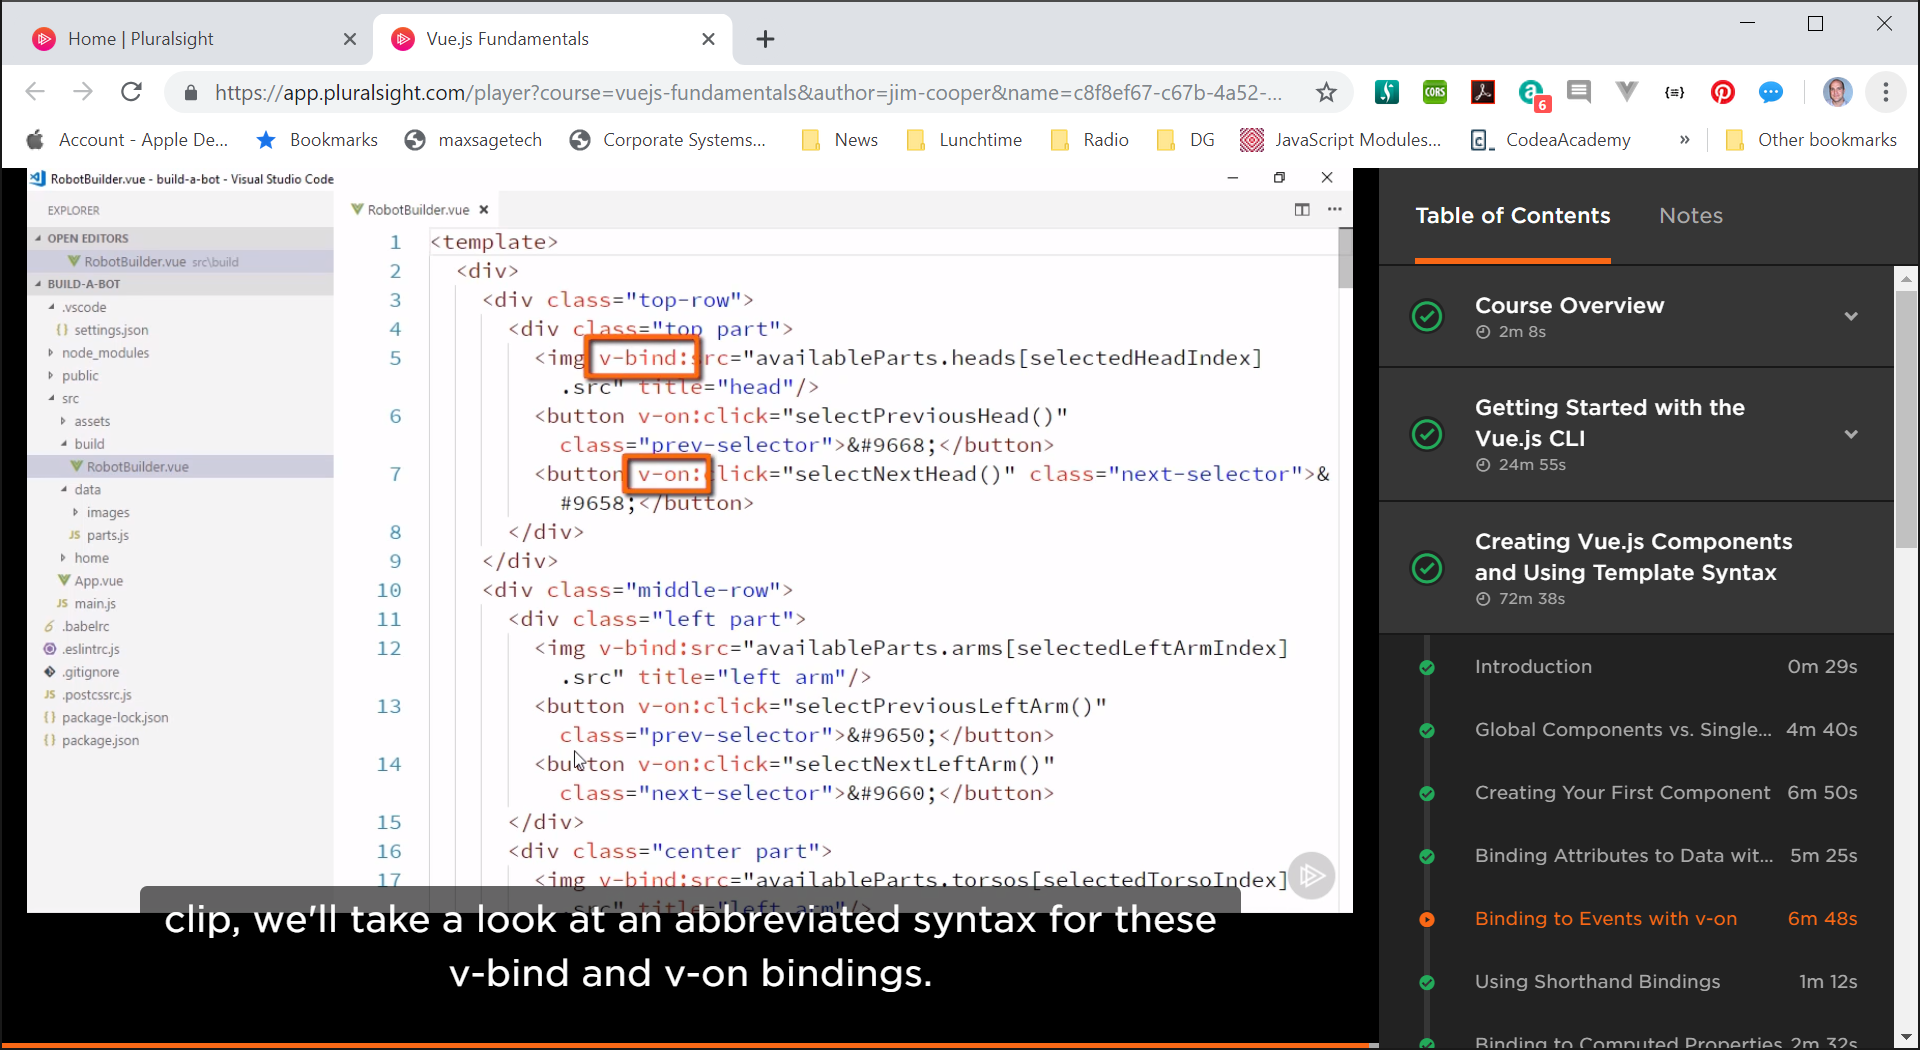 Home | Pluralsight
Vue.js Fundamentals
https://app.pluralsight.com/player?course=vuejs-fundamentals&author=jim-cooper&name=c8f8ef67-c67b-4a52-...
CORS
6
Account - Apple De...
Bookmarks
maxsagetech
Corporate Systems...
News
Lunchtime
Radio
DG
JavaScript Modules...
CodeaAcademy
»
Other bookmarks
RobotBuilder.vue - build-a-bot - Visual Studio Code
EXPLORER
OPEN EDITORS
RobotBuilder.vue src\build
BUILD-A-BOT
.vscode
{} settings.json
node_modules
public
src
assets
build
RobotBuilder.vue
data
images
JS parts.js
home
App.vue
JS main.js
.babelrc
.eslintrc.js
.gitignore
JS .postcssrc.js
{} package-lock.json
{} package.json
RobotBuilder.vue
1 <template>
2 <div>
3 <div class="top-row">
4 <div class="top part">
5 <img v-bind:src="availableParts.heads[selectedHeadIndex]
.src" title="head"/>
6 <button v-on:click="selectPreviousHead()"
class="prev-selector">&#9668;</button>
7 <button v-on:click="selectNextHead()" class="next-selector">&
#9658;</button>
8 </div>
9 </div>
10 <div class="middle-row">
11 <div class="left part">
12 <img v-bind:src="availableParts.arms[selectedLeftArmIndex]
.src" title="left arm"/>
13 <button v-on:click="selectPreviousLeftArm()"
class="prev-selector">&#9650;</button>
14 <button v-on:click="selectNextLeftArm()"
class="next-selector">&#9660;</button>
15 </div>
16 <div class="center part">
17 <img v-bind:src="availableParts.torsos[selectedTorsoIndex]
.src" title="left arm"/>
clip, we'll take a look at an abbreviated syntax for these
v-bind and v-on bindings.
Table of Contents
Notes
Course Overview
2m 8s
Getting Started with the
Vue.js CLI
24m 55s
Creating Vue.js Components
and Using Template Syntax
72m 38s
Introduction 0m 29s
Global Components vs. Single... 4m 40s
Creating Your First Component 6m 50s
Binding Attributes to Data wit... 5m 25s
Binding to Events with v-on 6m 48s
Using Shorthand Bindings 1m 12s
Binding to Computed Properties 2m 32s